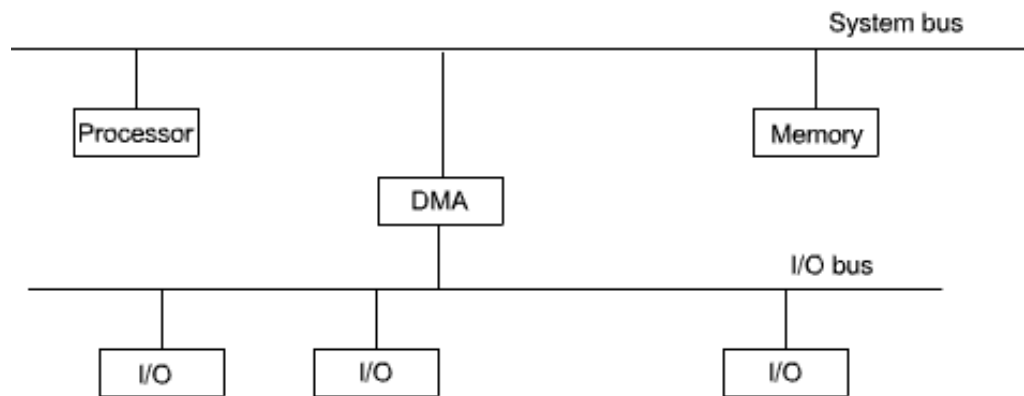 System bus
Processor
Memory
DMA
I/O bus
I/O I/O I/O